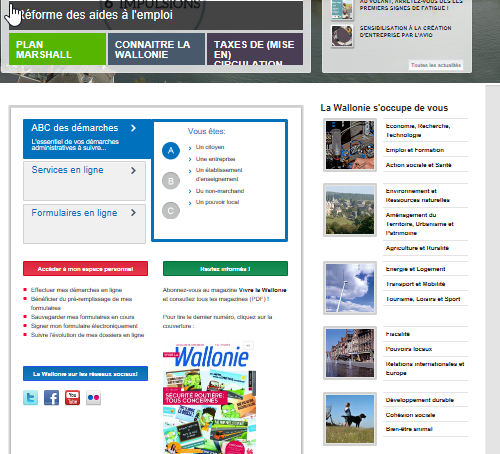 6 IMPULSIONS
Réforme des aides à l'emploi
PLAN
MARSHALL
CONNAITRE LA
WALLONIE
TAXES DE (MISE
EN)
CIRCULATION
AU VOLANT, ARRÊTEZ-VOUS DÈS LES
PREMIERS SIGNES DE FATIGUE !
SENSIBILISATION À LA CRÉATION
D'ENTREPRISE PAR L'AVIQ
Toutes les actualités
ABC des démarches
L'essentiel de vos démarches
administratives à suivre...
Services en ligne
Formulaires en ligne
Vous êtes:
A
B
C
Un citoyen
Une entreprise
Un établissement
d'enseignement
Du non-marchand
Un pouvoir local
Accéder à mon espace personnel
Effectuer mes démarches en ligne
Bénéficier du pré-remplissage de mes
formulaires
Sauvegarder mes formulaires en cours
Signer mon formulaire électroniquement
Suivre l'évolution de mes dossiers en ligne
La Wallonie sur les réseaux sociaux!
You
Tube
Restez informés !
Abonnez-vous au magazine Vivre la Wallonie
et consultez tous les magazines (PDF) !
Pour lire le dernier numéro, cliquez sur la
couverture :
Wallonie
SÉCURITÉ ROUTIÈRE:
TOUS CONCERNÉS
La Wallonie s'occupe de vous
Economie, Recherche,
Technologie
Emploi et Formation
Action sociale et Santé
Environnement et
Ressources naturelles
Aménagement du
Territoire, Urbanisme et
Patrimoine
Agriculture et Ruralité
Energie et Logement
Transport et Mobilité
Tourisme, Loisirs et Sport
Fiscalité
Pouvoirs locaux
Relations internationales et
Europe
Développement durable
Cohésion sociale
Bien-être animal